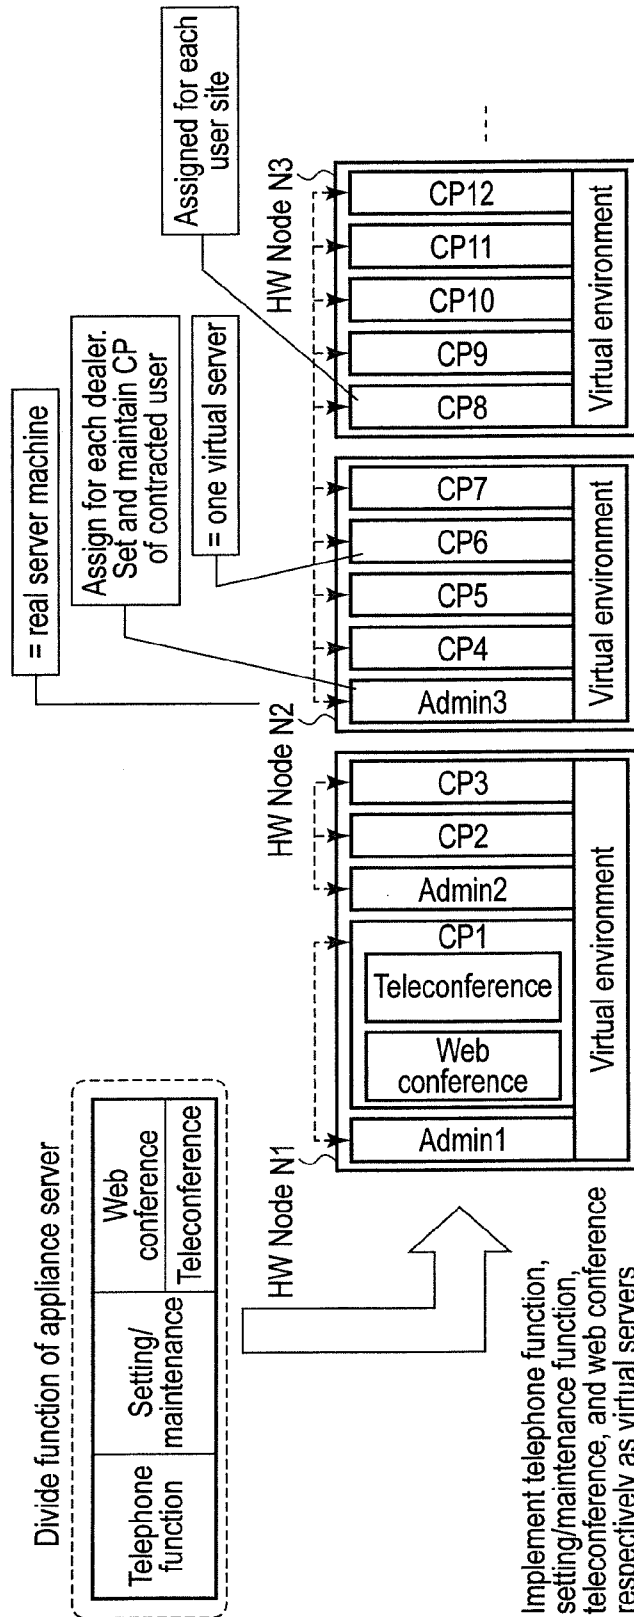 Divide function of appliance server
Telephone
function
Setting/
maintenance
Web
conference
Teleconference
Implement telephone function,
setting/maintenance function,
teleconference, and web conference
respectively as virtual servers
= real server machine
Assign for each dealer.
Set and maintain CP
of contracted user
= one virtual server
Assigned for each
user site
HW Node N1
Admin1
CP1
Web
conference
Teleconference
Admin2
CP2
CP3
Virtual environment
HW Node N2
Admin3
CP4
CP5
CP6
CP7
Virtual environment
HW Node N3
CP8
CP9
CP10
CP11
CP12
Virtual environment